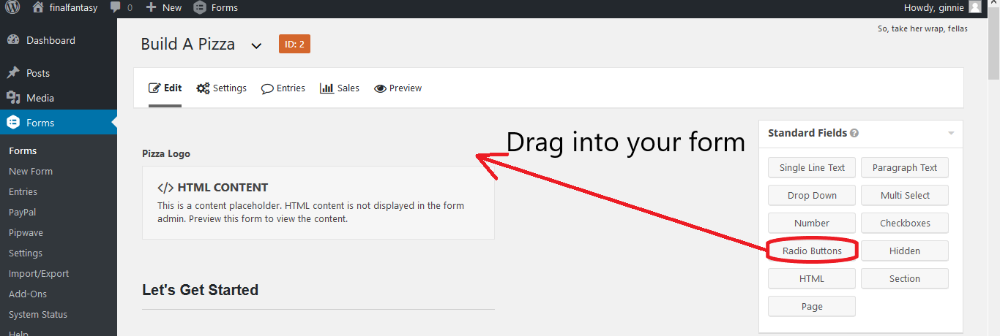 finalfantasy 0 New Forms Howdy, ginnie
So, take her wrap, fellas
Dashboard
Posts
Media
Forms
Forms
New Form
Entries
PayPal
Pipwave
Settings
Import/Export
Add-Ons
System Status
Help
Build A Pizza ID: 2
Edit Settings Entries Sales Preview
Drag into your form
Pizza Logo
</> HTML CONTENT
This is a content placeholder. HTML content is not displayed in the form
admin. Preview this form to view the content.
Let's Get Started
Standard Fields ?
Single Line Text Paragraph Text
Drop Down Multi Select
Number Checkboxes
Radio Buttons Hidden
HTML Section
Page